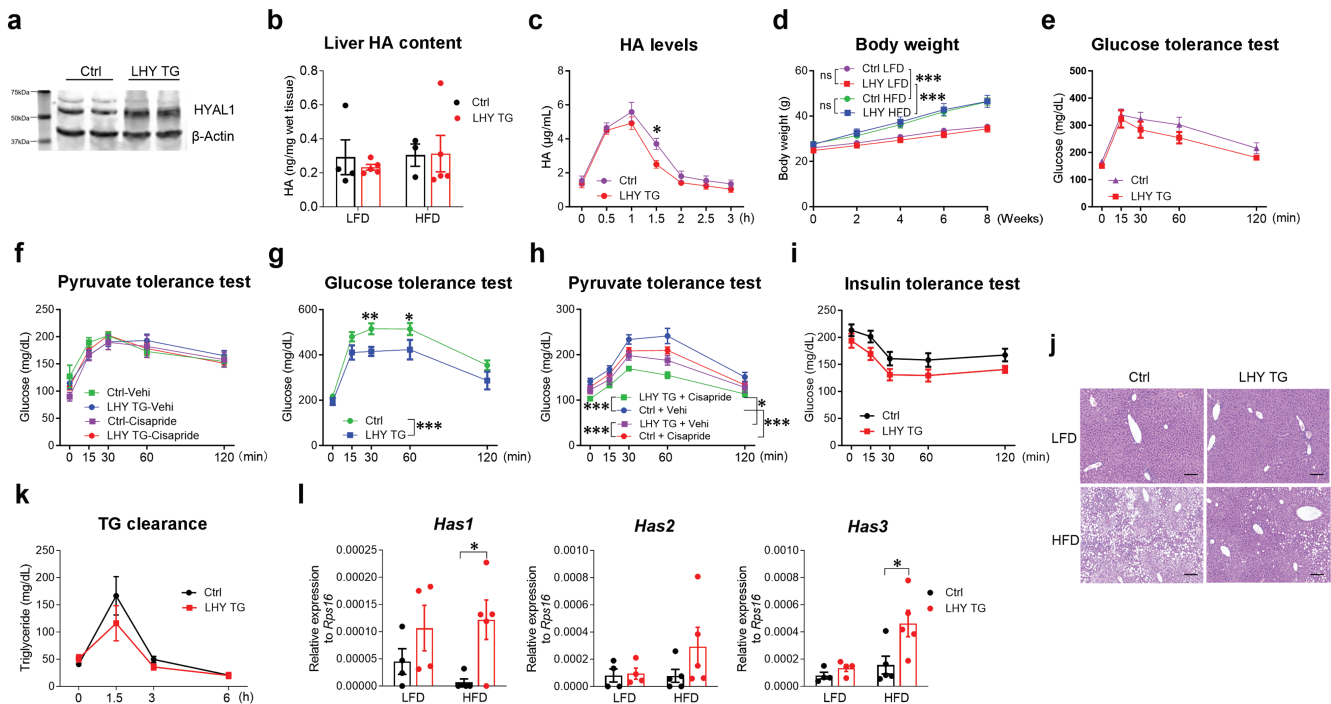 a
Ctrl
LHY TG
75kDa
50kDa
37kDa
HYAL1
β-Actin
b
Liver HA content
HA (ng/mg wet tissue)
0.8
0.6
0.4
0.2
0.0
LFD
HFD
Ctrl
LHY TG
c
HA levels
HA (µg/mL)
8
6
4
2
0
*
Ctrl
LHY TG
0 0.5 1 1.5 2 2.5 3 (h)
d
Body weight
Body weight (g)
60
40
20
0
ns
ns
Ctrl LFD
LHY LFD
Ctrl HFD
LHY HFD
***
***
0 2 4 6 8 (Weeks)
e
Glucose tolerance test
Glucose (mg/dL)
500
400
300
200
100
0
Ctrl
LHY TG
0 15 30 60 120 (min)
f
Pyruvate tolerance test
Glucose (mg/dL)
250
200
150
100
50
0
Ctrl-Vehi
LHY TG-Vehi
Ctrl-Cisapride
LHY TG-Cisapride
0 15 30 60 120 (min)
g
Glucose tolerance test
Glucose (mg/dL)
600
400
200
0
**
*
Ctrl
LHY TG
***
0 15 30 60 120 (min)
h
Pyruvate tolerance test
Glucose (mg/dL)
300
200
100
0
***
***
LHY TG + Cisapride
Ctrl + Vehi
LHY TG + Vehi
Ctrl + Cisapride
*
***
0 15 30 60 120 (min)
i
Insulin tolerance test
Glucose (mg/dL)
250
200
150
100
50
0
Ctrl
LHY TG
0 15 30 60 120 (min)
j
Ctrl
LHY TG
LFD
HFD
k
TG clearance
Triglyceride (mg/dL)
250
200
150
100
50
0
Ctrl
LHY TG
0 1.5 3 6 (h)
l
Has1
Relative expression
to Rps16
0.00025
0.00020
0.00015
0.00010
0.00005
0.00000
*
LFD
HFD
Has2
Relative expression
to Rps16
0.0010
0.0008
0.0006
0.0004
0.0002
0.0000
LFD
HFD
Has3
Relative expression
to Rps16
0.0010
0.0008
0.0006
0.0004
0.0002
0.0000
*
LFD
HFD
Ctrl
LHY TG